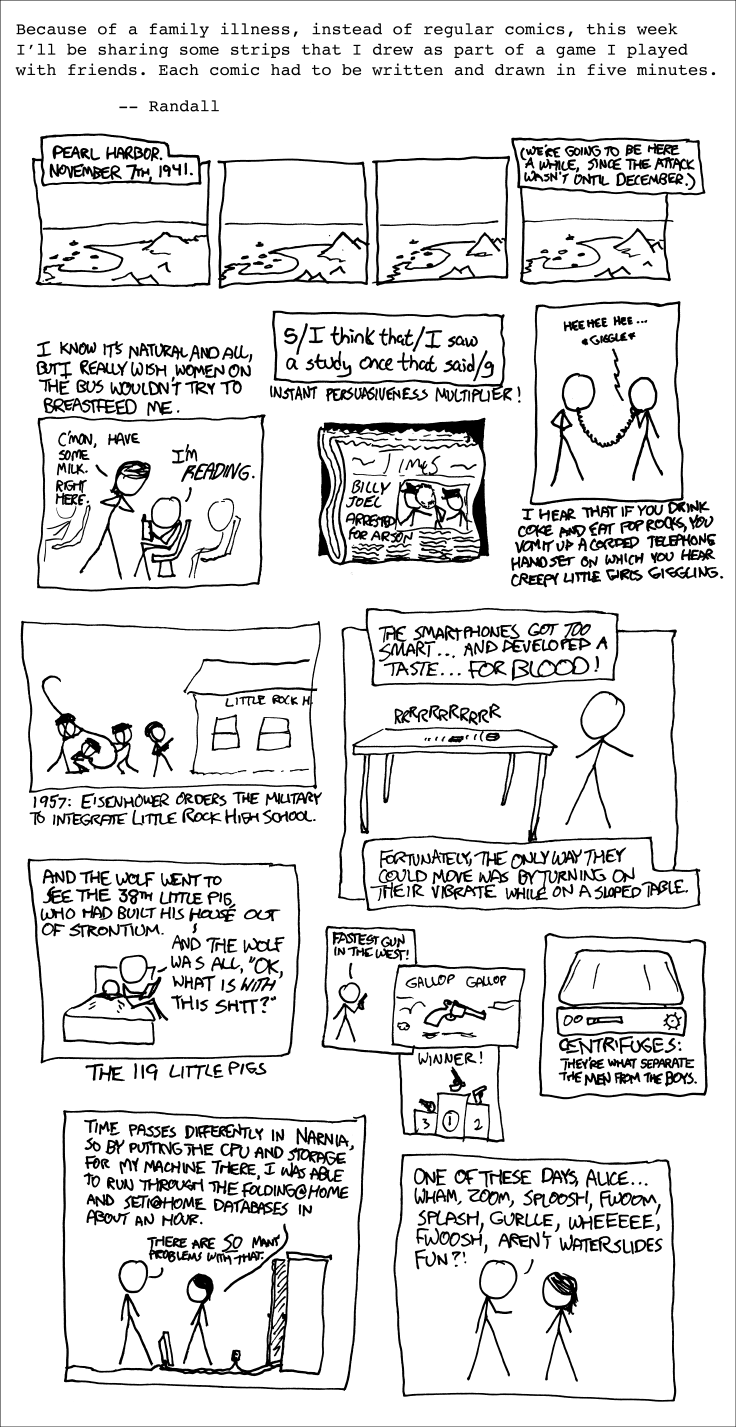 Because of a family illness, instead of regular comics, this week
I'll be sharing some strips that I drew as part of a game I played
with friends. Each comic had to be written and drawn in five minutes.
-- Randall
PEARL HARBOR.
NOVEMBER 7TH, 1941.
(WE'RE GOING TO BE HERE
A WHILE, SINCE THE ATTACK
WASN'T UNTIL DECEMBER.)
I KNOW IT'S NATURAL AND ALL,
BUT I REALLY WISH WOMEN ON
THE BUS WOULDN'T TRY TO
BREASTFEED ME.
C'MON, HAVE
SOME
MILK.
RIGHT
HERE.
I'M
READING.
S/I think that/I saw
a study once that said/g
INSTANT PERSUASIVENESS MULTIPLIER!
TIMES
BILLY
JOEL
ARRESTED
FOR ARSON
HEE HEE HEE...
*GIGGLE*
I HEAR THAT IF YOU DRINK
COKE AND EAT POP ROCKS, YOU
VOMIT UP A CORDED TELEPHONE
HANDSET ON WHICH YOU HEAR
CREEPY LITTLE GIRLS GIGGLING.
LITTLE ROCK H
1957: EISENHOWER ORDERS THE MILITARY
TO INTEGRATE LITTLE ROCK HIGH SCHOOL.
THE SMARTPHONES GOT TOO
SMART... AND DEVELOPED A
TASTE... FOR BLOOD!
RRRRRRRRRR
FORTUNATELY, THE ONLY WAY THEY
COULD MOVE WAS BY TURNING ON
THEIR VIBRATE WHILE ON A SLOPED TABLE.
AND THE WOLF WENT TO
SEE THE 38TH LITTLE PIG,
WHO HAD BUILT HIS HOUSE OUT
OF STRONTIUM.
AND THE WOLF
WAS ALL, "OK,
WHAT IS WITH
THIS SHIT?"
THE 119 LITTLE PIGS
FASTEST GUN
IN THE WEST!
GALLOP GALLOP
WINNER!
3 1 2
CENTRIFUGES:
THEY'RE WHAT SEPARATE
THE MEN FROM THE BOYS.
TIME PASSES DIFFERENTLY IN NARNIA,
SO BY PUTTING THE CPU AND STORAGE
FOR MY MACHINE THERE, I WAS ABLE
TO RUN THROUGH THE FOLDING@HOME
AND SETI@HOME DATABASES IN
ABOUT AN HOUR.
THERE ARE SO MANY
PROBLEMS WITH THAT.
ONE OF THESE DAYS, ALICE...
WHAM, ZOOM, SPLOOSH, FWOOM,
SPLASH, GURLLE, WHEEEEE,
FWOOSH, AREN'T WATERSLIDES
FUN?!